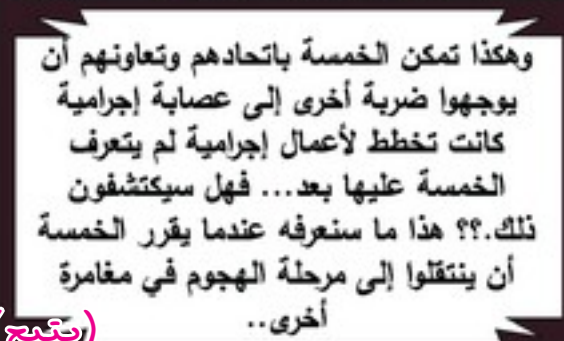 وهكذا تمكن الخمسة باتحادهم وتعاونهم أن
يوجهوا ضربة أخرى إلى عصابة إجرامية
كانت تخطط لأعمال إجرامية لم يتعرف
الخمسة عليها بعد... فهل سيكتشفون
ذلك.؟؟ هذا ما سنعرفه عندما يقرر الخمسة
أن ينتقلوا إلى مرحلة الهجوم في مغامرة
أخرى..
(يتبع)